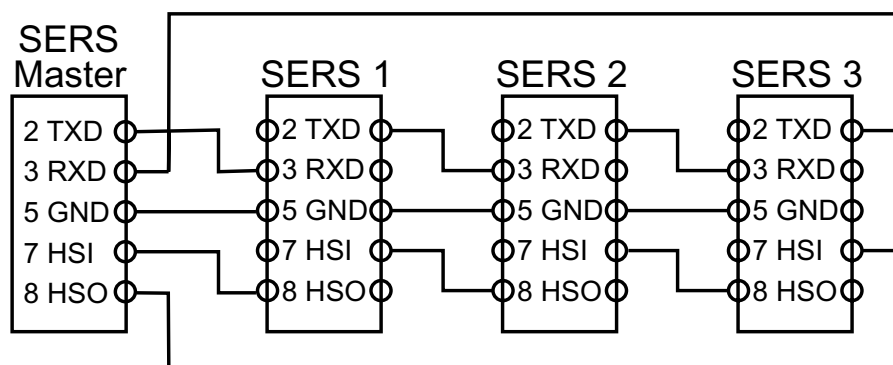 SERS
Master
2 TXD
3 RXD
5 GND
7 HSI
8 HSO
SERS 1
2 TXD
3 RXD
5 GND
7 HSI
8 HSO
SERS 2
2 TXD
3 RXD
5 GND
7 HSI
8 HSO
SERS 3
2 TXD
3 RXD
5 GND
7 HSI
8 HSO